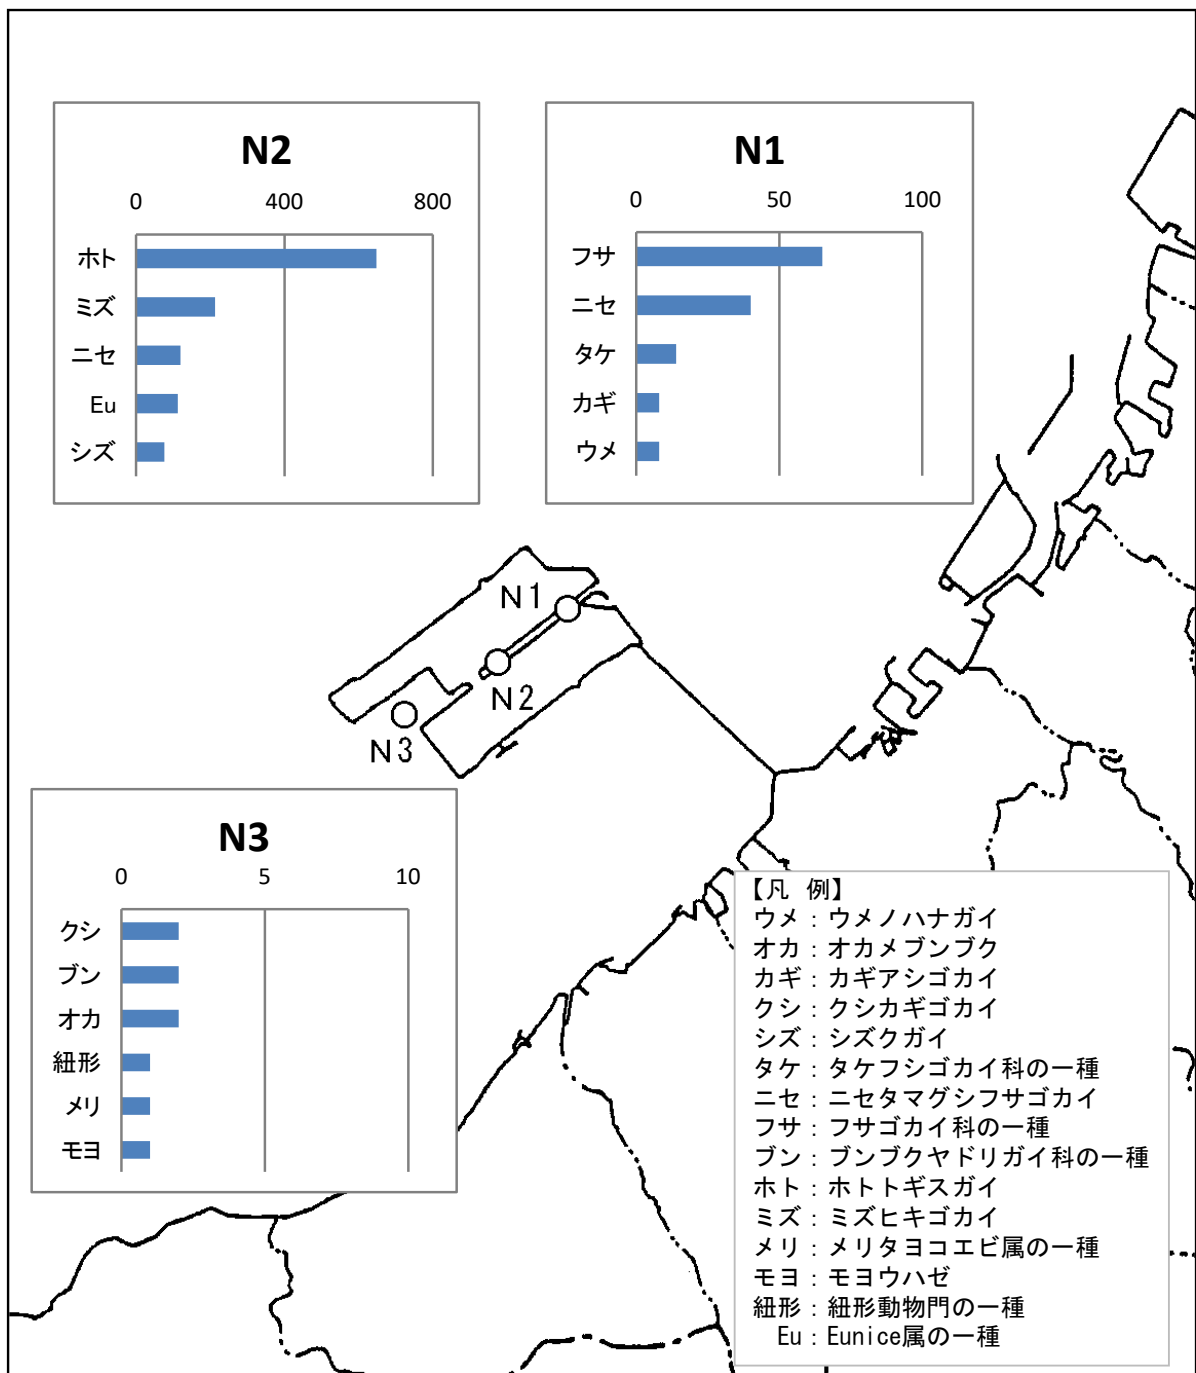 N2
0 400 800
ホト
ミズ
ニセ
Eu
シズ
N1
0 50 100
フサ
ニセ
タケ
カギ
ウメ
N1
N2
N3
N3
0 5 10
クシ
ブン
オカ
紐形
メリ
モヨ
【凡 例】
ウメ：ウメノハナガイ
オカ：オカメブンブク
カギ：カギアシゴカイ
クシ：クシカギゴカイ
シズ：シズクガイ
タケ：タケフシゴカイ科の一種
ニセ：ニセタマグシフサゴカイ
フサ：フサゴカイ科の一種
ブン：ブンブクヤドリガイ科の一種
ホト：ホトトギスガイ
ミズ：ミズヒキゴカイ
メリ：メリタヨコエビ属の一種
モヨ：モヨウハゼ
紐形：紐形動物門の一種
Eu：Eunice属の一種